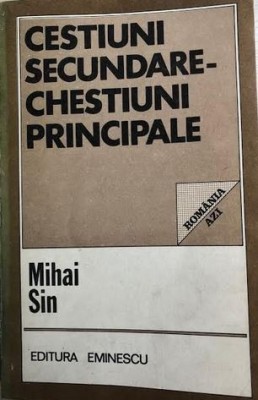 CESTIUNI
SECUNDARE-
CHESTIUNI
PRINCIPALE
ROMÂNIA
AZI
Mihai
Sin
EDITURA EMINESCU